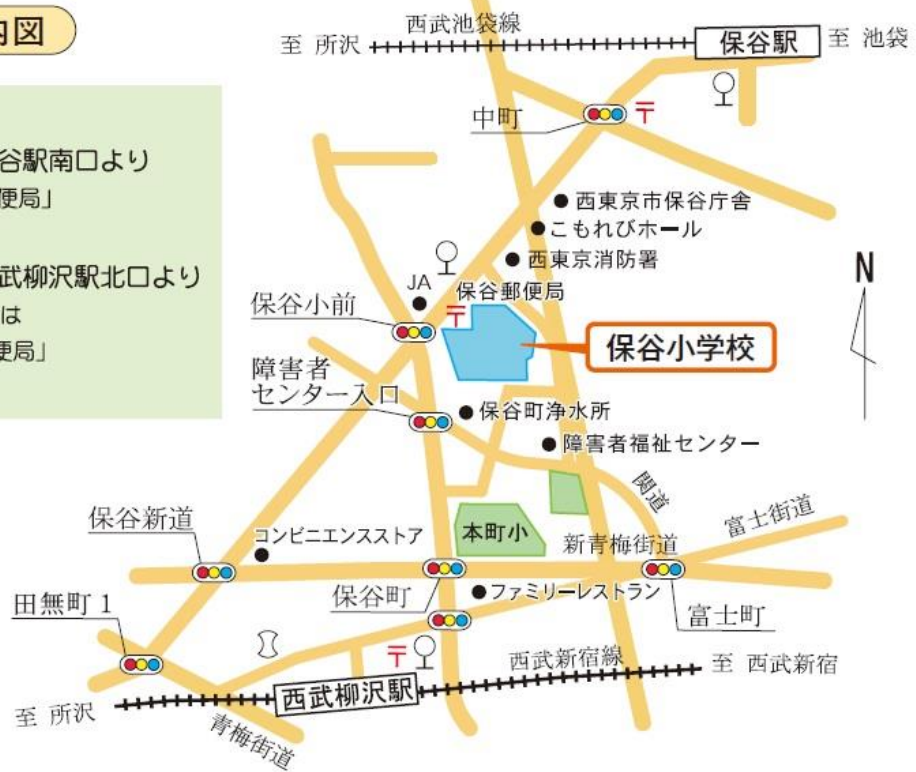 内図
谷駅南口より
便局」
武柳沢駅北口より
は
便局」
西武池袋線
至 所沢
保谷駅
至 池袋
中町
〒
西東京市保谷庁舎
こもれびホール
西東京消防署
JA
保谷郵便局
〒
保谷小前
保谷小学校
N
障害者
センター入口
保谷町浄水所
障害者福祉センター
関道
富士街道
保谷新道
コンビニエンスストア
本町小
新青梅街道
保谷町
ファミリーレストラン
田無町1
富士町
〒
西武新宿線
至 西武新宿
西武柳沢駅
至 所沢
青梅街道